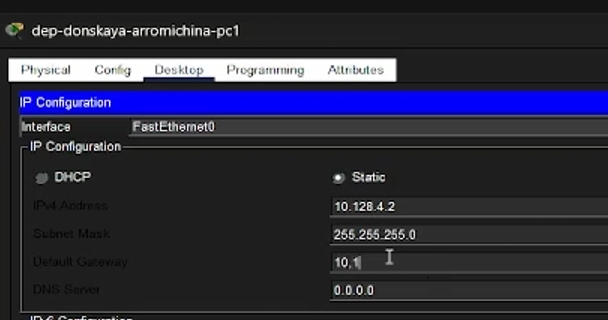 dep-donskaya-arromichina-pc1
Physical Config Desktop Programming Attributes
IP Configuration
Interface FastEthernet0
IP Configuration
DHCP Static
IPv4 Address 10.128.4.2
Subnet Mask 255.255.255.0
Default Gateway 10,1
DNS Server 0.0.0.0
IPv6 Configuration